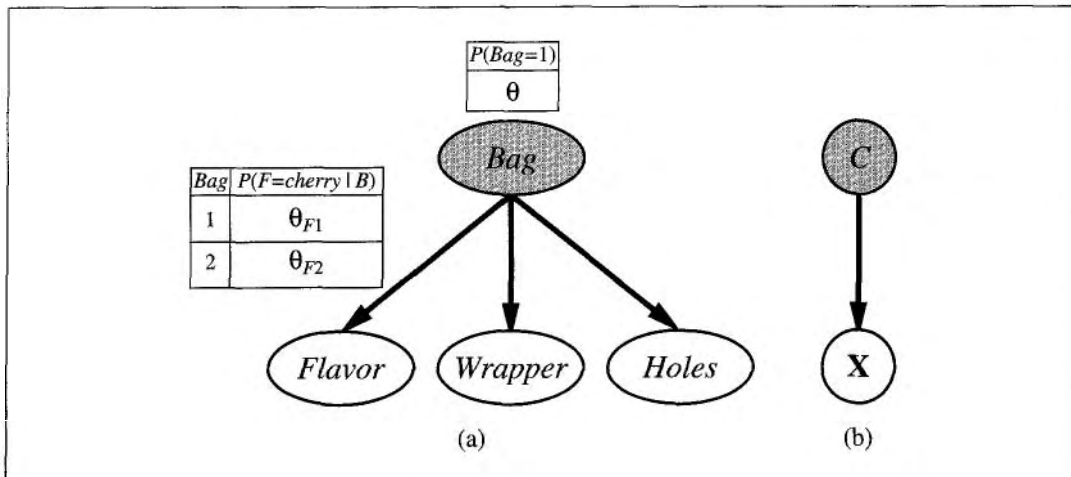 P(Bag=1)
θ
Bag
C
Bag P(F=cherry | B)
1 θF1
2 θF2
Flavor Wrapper Holes X
(a) (b)